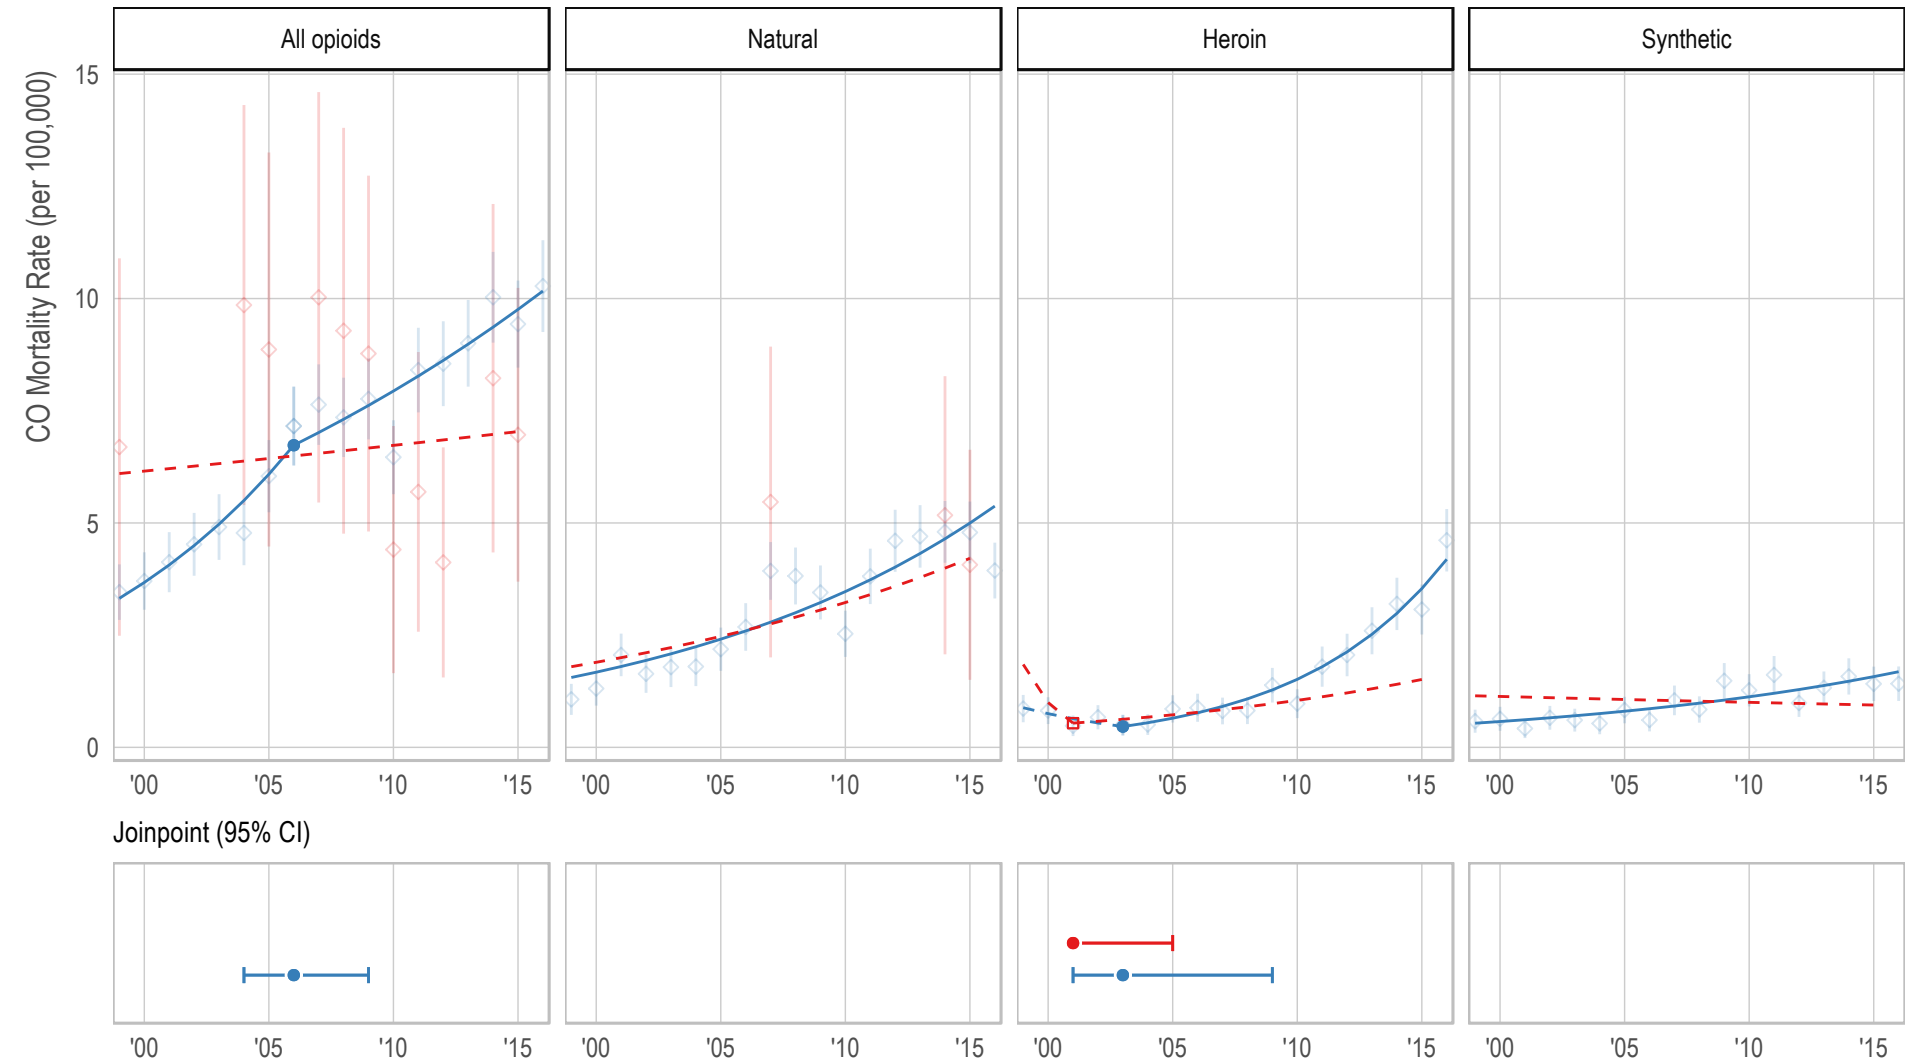 All opioids
Natural
Heroin
Synthetic
CO Mortality Rate (per 100,000)
15
10
5
0
'00 '05 '10 '15
'00 '05 '10 '15
'00 '05 '10 '15
'00 '05 '10 '15
Joinpoint (95% CI)
'00 '05 '10 '15
'00 '05 '10 '15
'00 '05 '10 '15
'00 '05 '10 '15